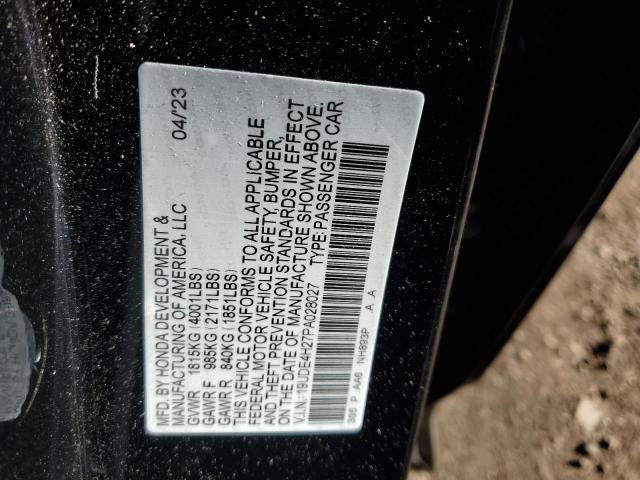 MFD. BY HONDA DEVELOPMENT &
MANUFACTURING OF AMERICA, LLC 04/23
GVWR 1815KG(4001LBS)
GAWR F 985KG(2171LBS)
GAWR R 840KG(1851LBS)
THIS VEHICLE CONFORMS TO ALL APPLICABLE
FEDERAL MOTOR VEHICLE SAFETY, BUMPER,
AND THEFT PREVENTION STANDARDS IN EFFECT
ON THE DATE OF MANUFACTURE SHOWN ABOVE.
V.I.N.:19UDE4H27PA028027 TYPE:PASSENGER CAR
S65 P AA6 NH893P A A